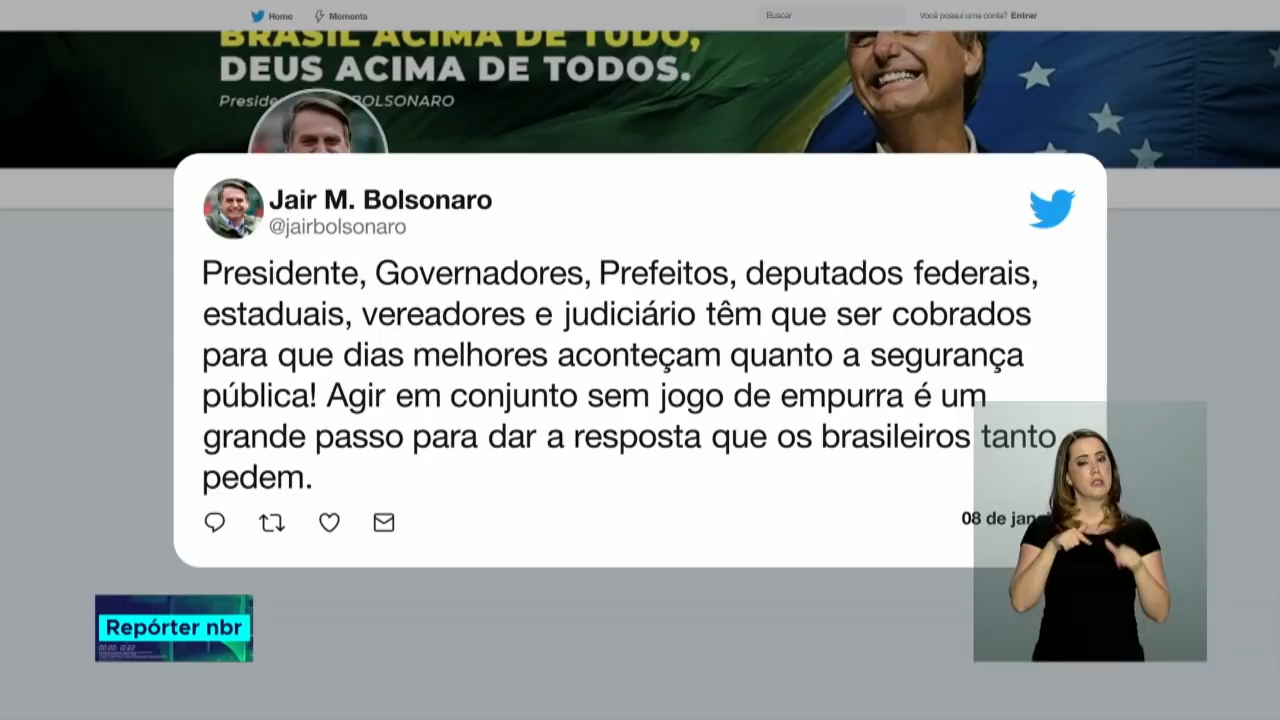 Home Moments Buscar Você possui uma conta? Entrar
BRASIL ACIMA DE TUDO,
DEUS ACIMA DE TODOS.
BOLSONARO
Jair M. Bolsonaro
@jairbolsonaro
Presidente, Governadores, Prefeitos, deputados federais,
estaduais, vereadores e judiciário têm que ser cobrados
para que dias melhores aconteçam quanto a segurança
pública! Agir em conjunto sem jogo de empurra é um
grande passo para dar a resposta que os brasileiros tanto
pedem.
08 de jan
Repórter nbr